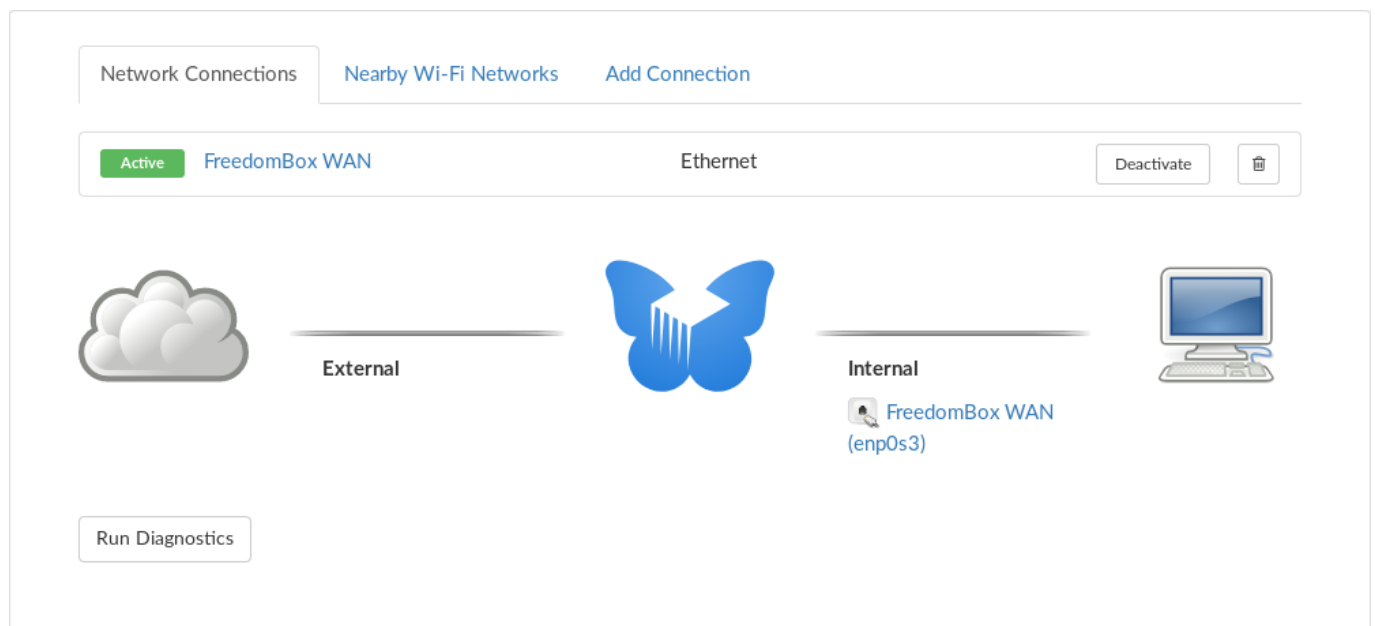 Network Connections Nearby Wi-Fi Networks Add Connection
Active FreedomBox WAN Ethernet Deactivate
External
Internal
FreedomBox WAN
(enp0s3)
Run Diagnostics